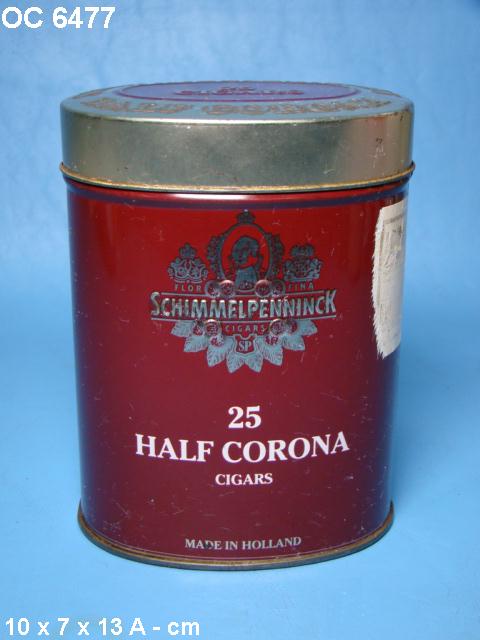 OC 6477
FLOR FINA
SCHIMMELPENNINCK
CIGARS
SP
25
HALF CORONA
CIGARS
MADE IN HOLLAND
10 x 7 x 13 A - cm